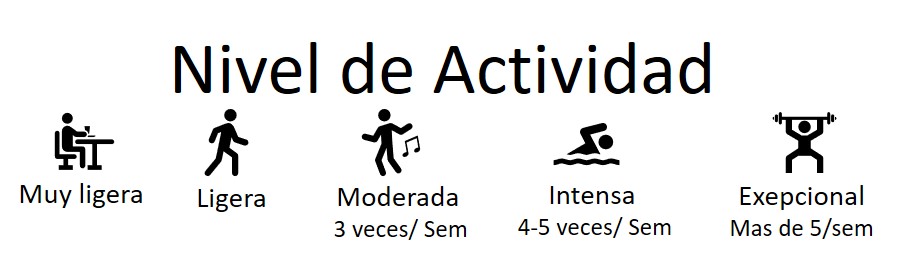 Nivel de Actividad
Muy ligera
Ligera
Moderada
3 veces/ Sem
Intensa
4-5 veces/ Sem
Exepcional
Mas de 5/sem